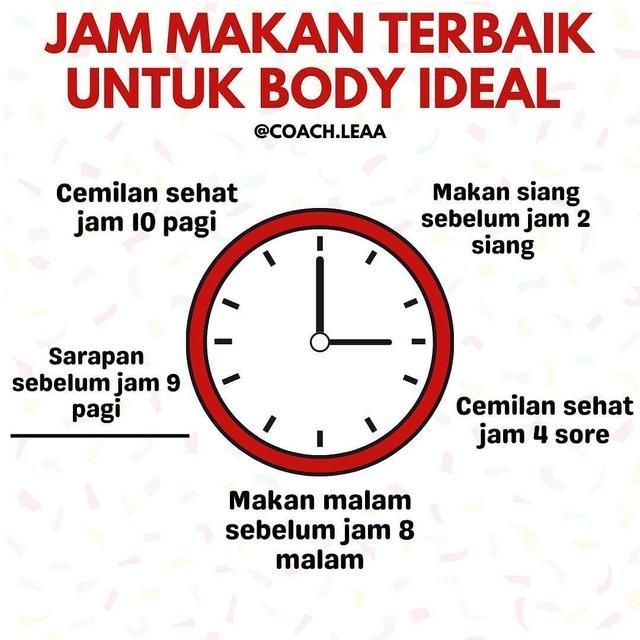 JAM MAKAN TERBAIK
UNTUK BODY IDEAL
@COACH.LEAA
Cemilan sehat
jam 10 pagi
Makan siang
sebelum jam 2
siang
Sarapan
sebelum jam 9
pagi
Cemilan sehat
jam 4 sore
Makan malam
sebelum jam 8
malam